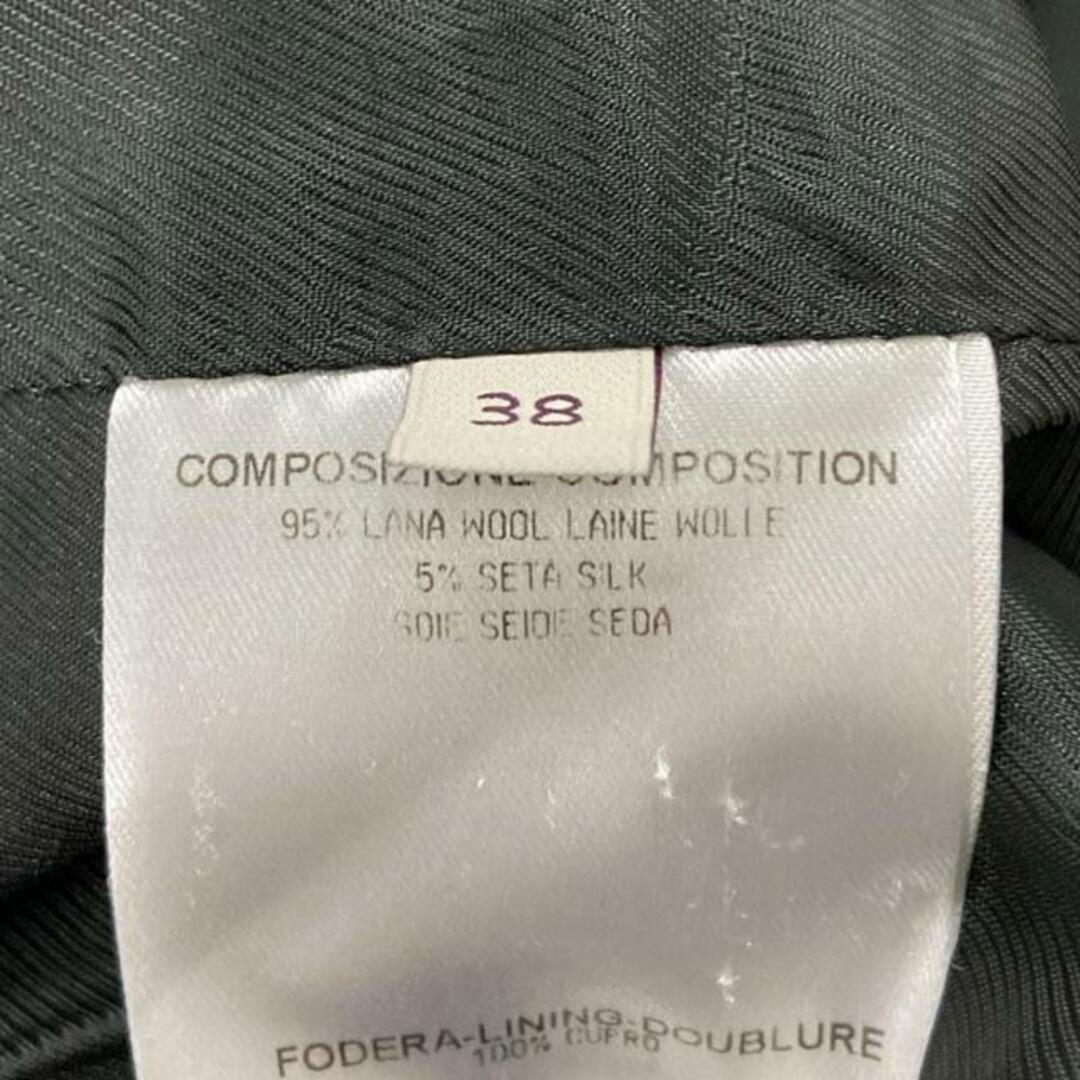 38
COMPOSIZIONE COMPOSITION
95% LANA WOOL LAINE WOLLE
5% SETA SILK
SOIE SEIDE SEDA
FODERA-LINING-DOUBLURE
100% CUPRO